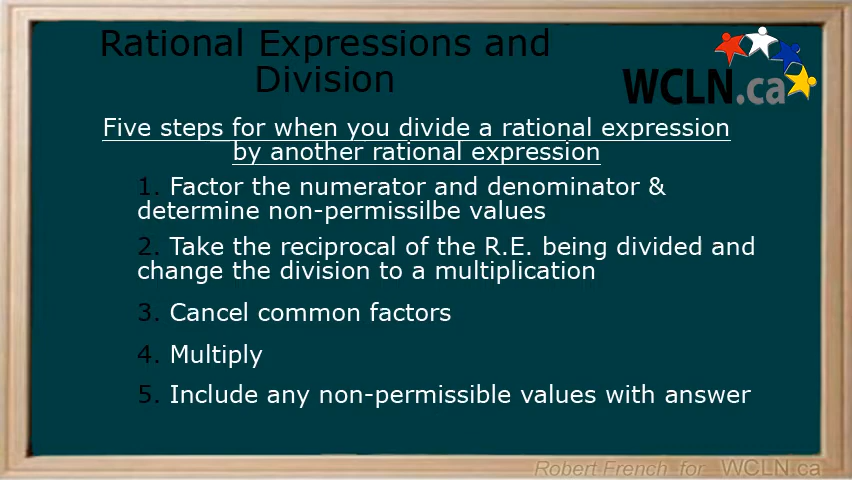 Rational Expressions and
Division
WCLN.ca
Five steps for when you divide a rational expression
by another rational expression
1. Factor the numerator and denominator &
determine non-permissilbe values
2. Take the reciprocal of the R.E. being divided and
change the division to a multiplication
3. Cancel common factors
4. Multiply
5. Include any non-permissible values with answer
Robert French for WCLN.ca